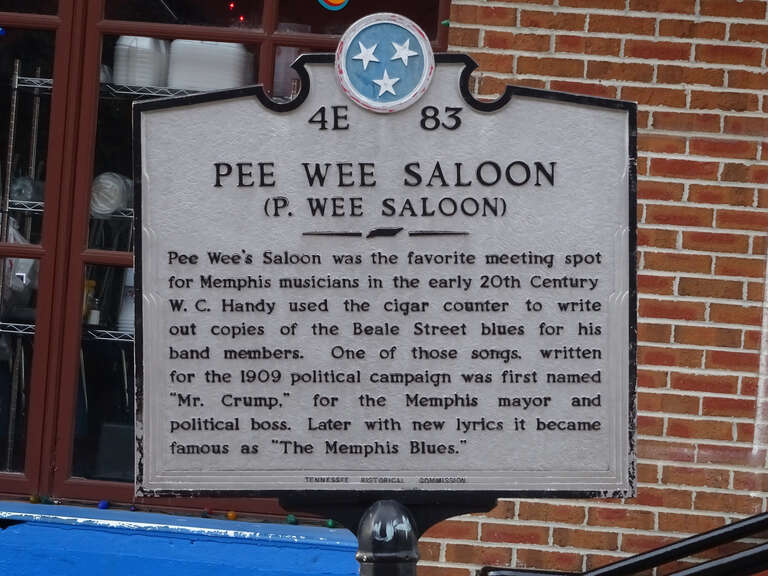 4E 83
PEE WEE SALOON
(P. WEE SALOON)
Pee Wee's Saloon was the favorite meeting spot
for Memphis musicians in the early 20th Century
W. C. Handy used the cigar counter to write
out copies of the Beale Street blues for his
band members. One of those songs, written
for the 1909 political campaign was first named
"Mr. Crump," for the Memphis mayor and
political boss. Later with new lyrics it became
famous as "The Memphis Blues."
TENNESSEE HISTORICAL COMMISSION